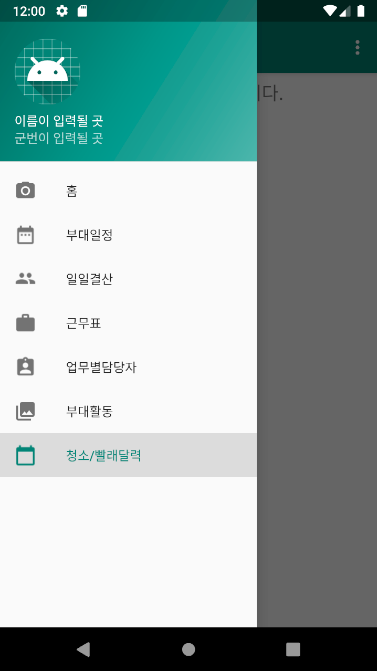 12:00
니다.
이름이 입력될 곳
군번이 입력될 곳
홈
부대일정
일일결산
근무표
업무별담당자
부대활동
청소/빨래달력